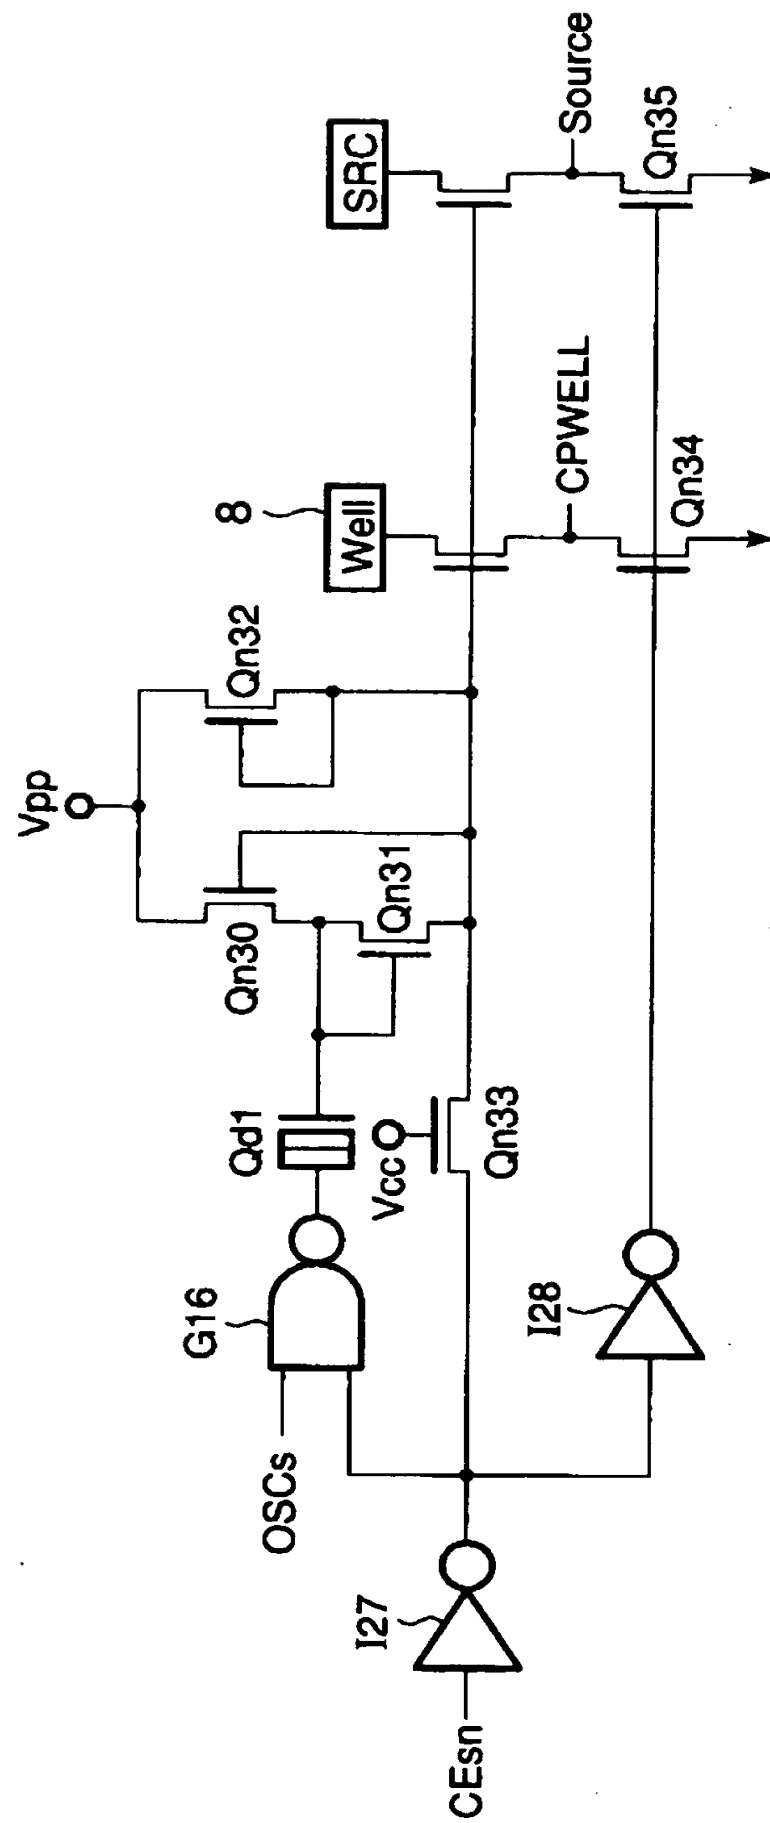 Vpp
Qn30
Qn32
8
Well
SRC
Qd1
Qn31
G16
OSCs
Vcc
Qn33
CPWELL
Source
Qn34
Qn35
I27
I28
CEsn